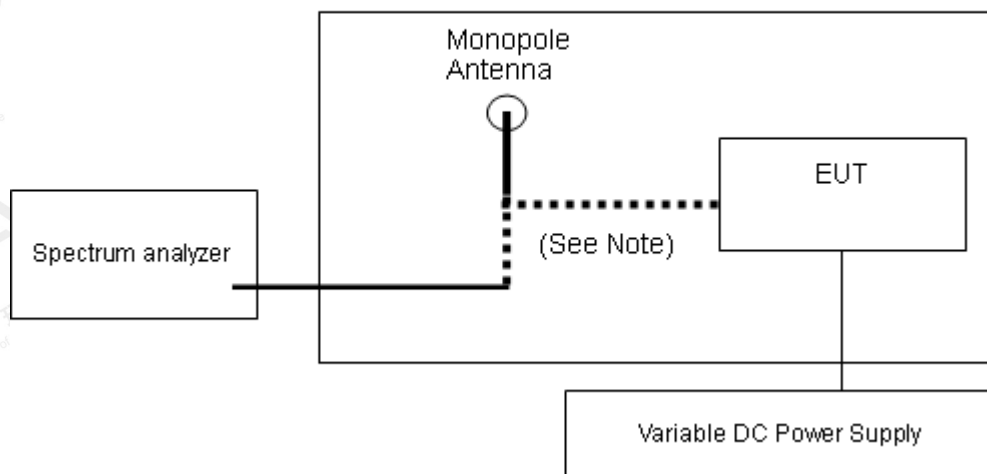 Monopole
Antenna
EUT
(See Note)
Spectrum analyzer
Variable DC Power Supply